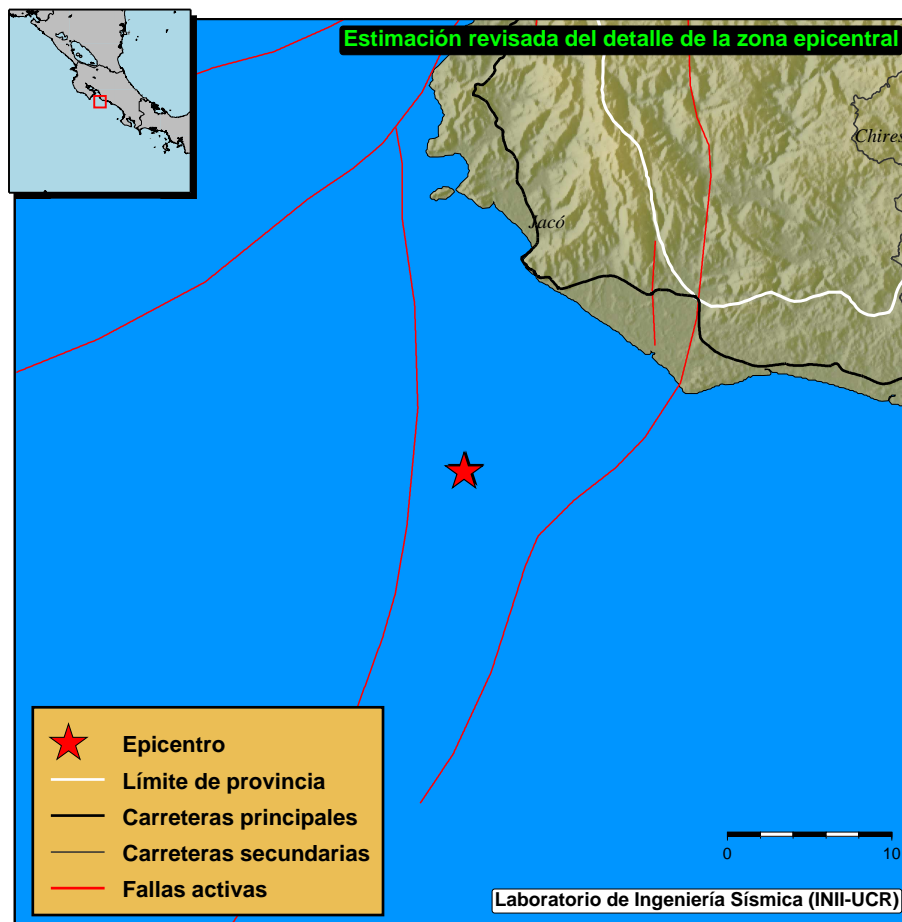 Estimación revisada del detalle de la zona epicentral
Chires
Jacó
Epicentro
Límite de provincia
Carreteras principales
Carreteras secundarias
Fallas activas
0
10
Laboratorio de Ingeniería Sísmica (INII-UCR)